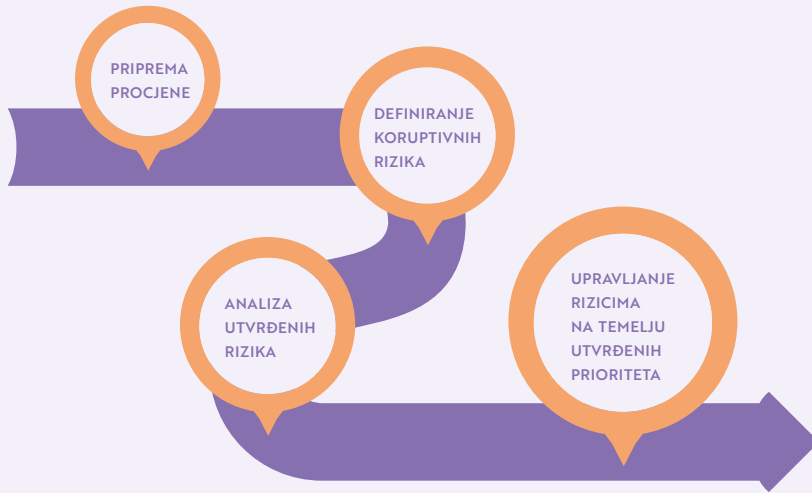 PRIPREMA
PROCJENE
DEFINIRANJE
KORUPTIVNIH
RIZIKA
ANALIZA
UTVRĐENIH
RIZIKA
UPRAVLJANJE
RIZICIMA
NA TEMELJU
UTVRĐENIH
PRIORITETA